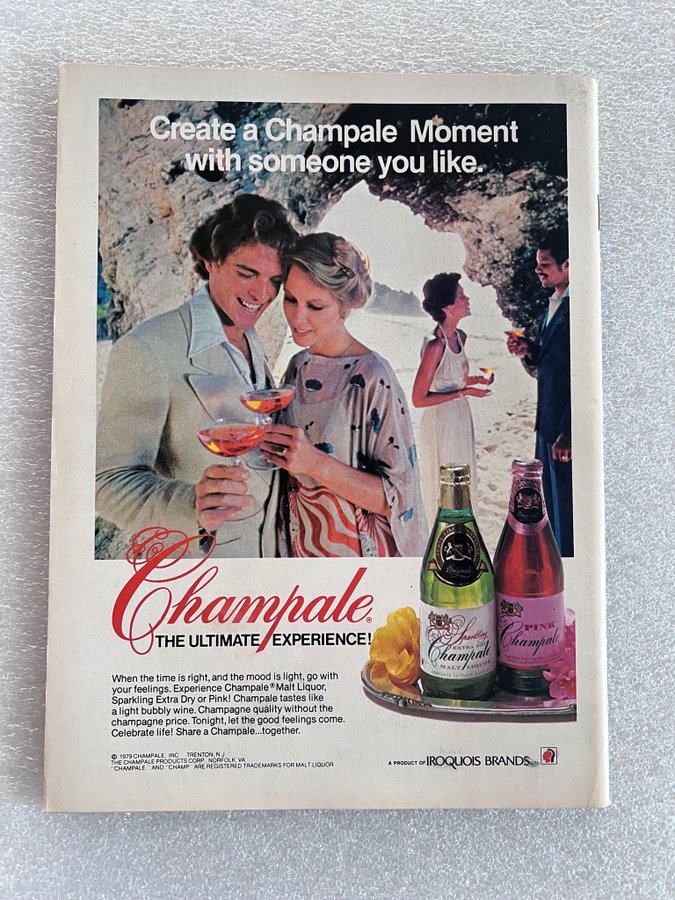 Create a Champale Moment
with someone you like.
Champale®
THE ULTIMATE EXPERIENCE!
When the time is right, and the mood is light, go with
your feelings. Experience Champale® Malt Liquor,
Sparkling Extra Dry or Pink! Champale tastes like
a light bubbly wine. Champagne quality without the
champagne price. Tonight, let the good feelings come.
Celebrate life! Share a Champale...together.
© 1979 CHAMPALE, INC. TRENTON, N.J.
THE CHAMPALE PRODUCTS CORP., NORFOLK, VA
"CHAMPALE" AND "CHAMP" ARE REGISTERED TRADEMARKS FOR MALT LIQUOR
Original
Sparkling
EXTRA DRY
Champale
MALT LIQUOR
PINK
Champale
A PRODUCT OF IROQUOIS BRANDS